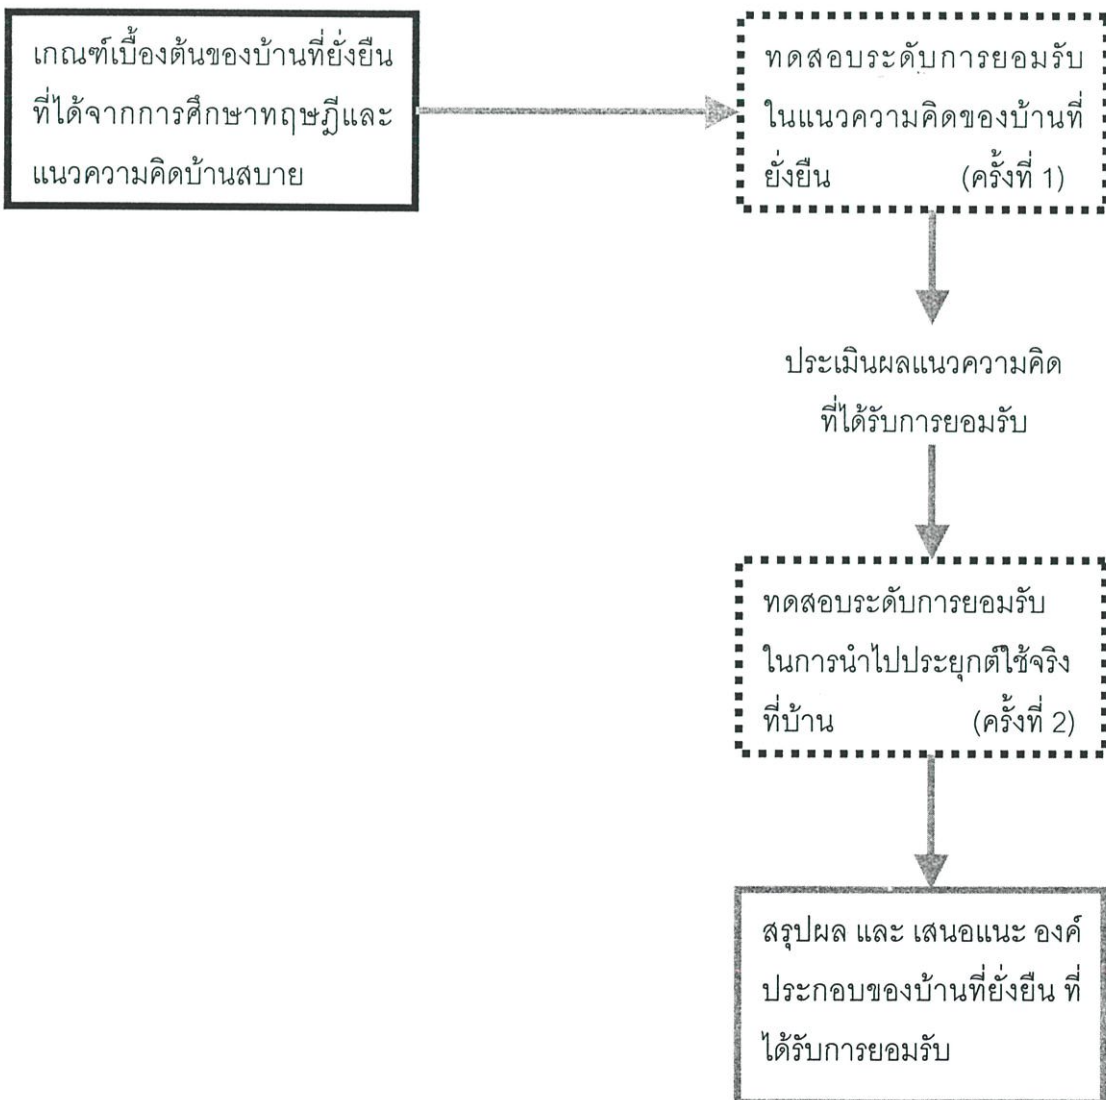 เกณฑ์เบื้องต้นของบ้านที่ยั่งยืน
ที่ได้จากการศึกษาทฤษฎีและ
แนวความคิดบ้านสบาย
ทดสอบระดับการยอมรับ
ในแนวความคิดของบ้านที่
ยั่งยืน (ครั้งที่ 1)
ประเมินผลแนวความคิด
ที่ได้รับการยอมรับ
ทดสอบระดับการยอมรับ
ในการนำไปประยุกต์ใช้จริง
ที่บ้าน (ครั้งที่ 2)
สรุปผล และ เสนอแนะ องค์
ประกอบของบ้านที่ยั่งยืน ที่
ได้รับการยอมรับ